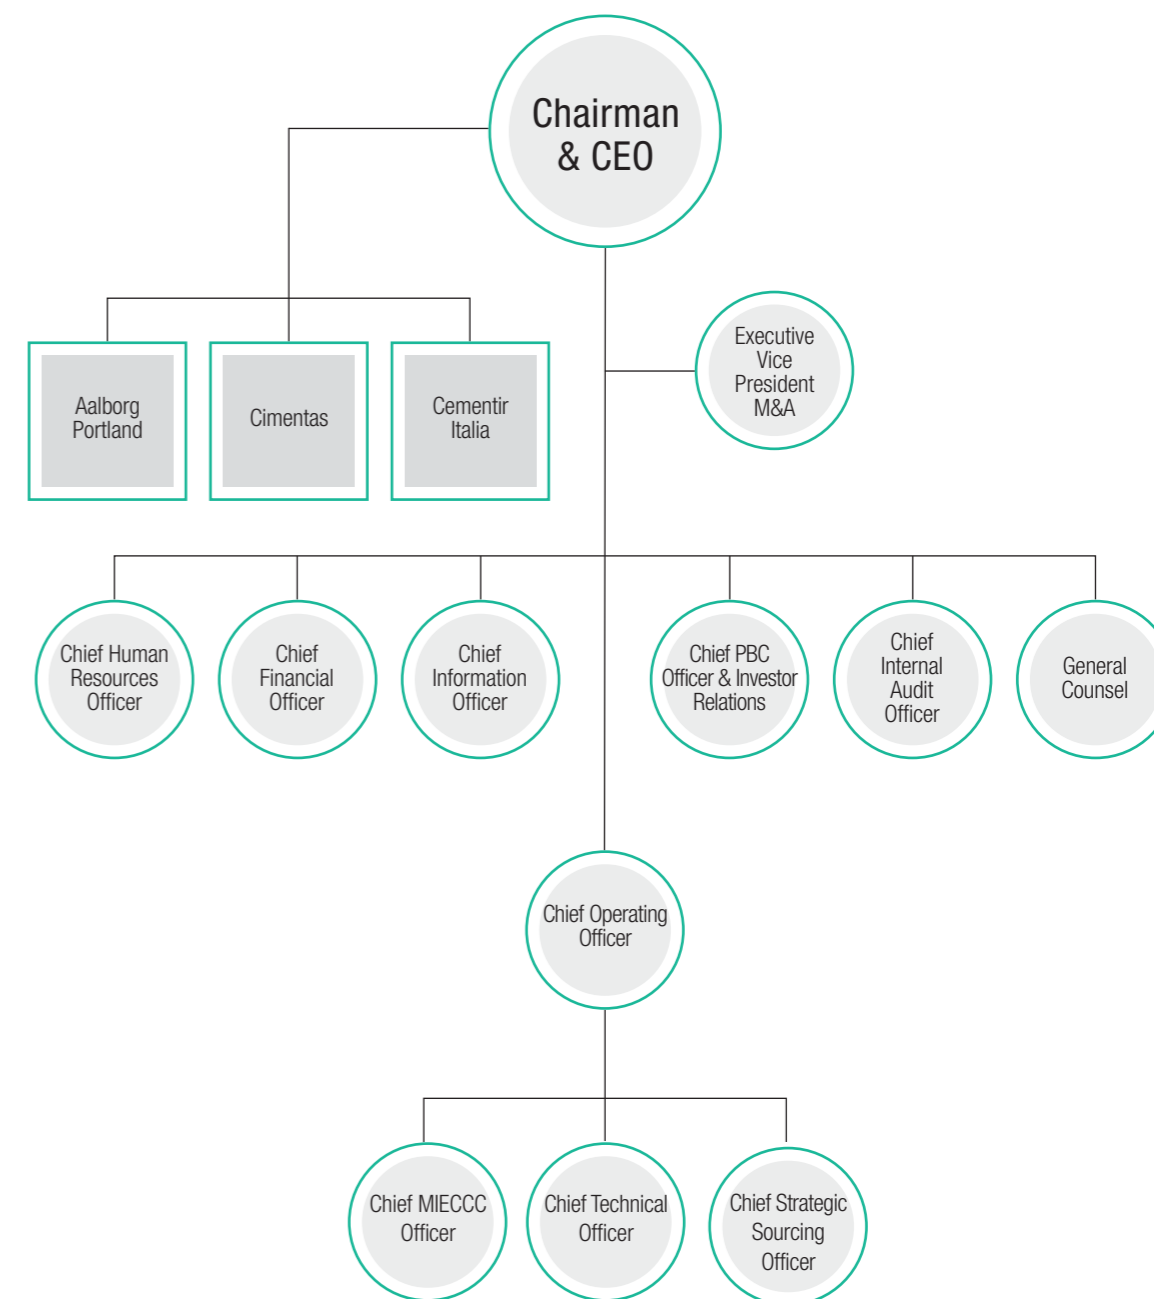 Chairman
& CEO
Executive
Vice
President
M&A
Aalborg
Portland
Cimentas
Cementir
Italia
Chief Human
Resources
Officer
Chief
Financial
Officer
Chief
Information
Officer
Chief PBC
Officer & Investor
Relations
Chief
Internal
Audit
Officer
General
Counsel
Chief Operating
Officer
Chief MIECCC
Officer
Chief Technical
Officer
Chief Strategic
Sourcing
Officer